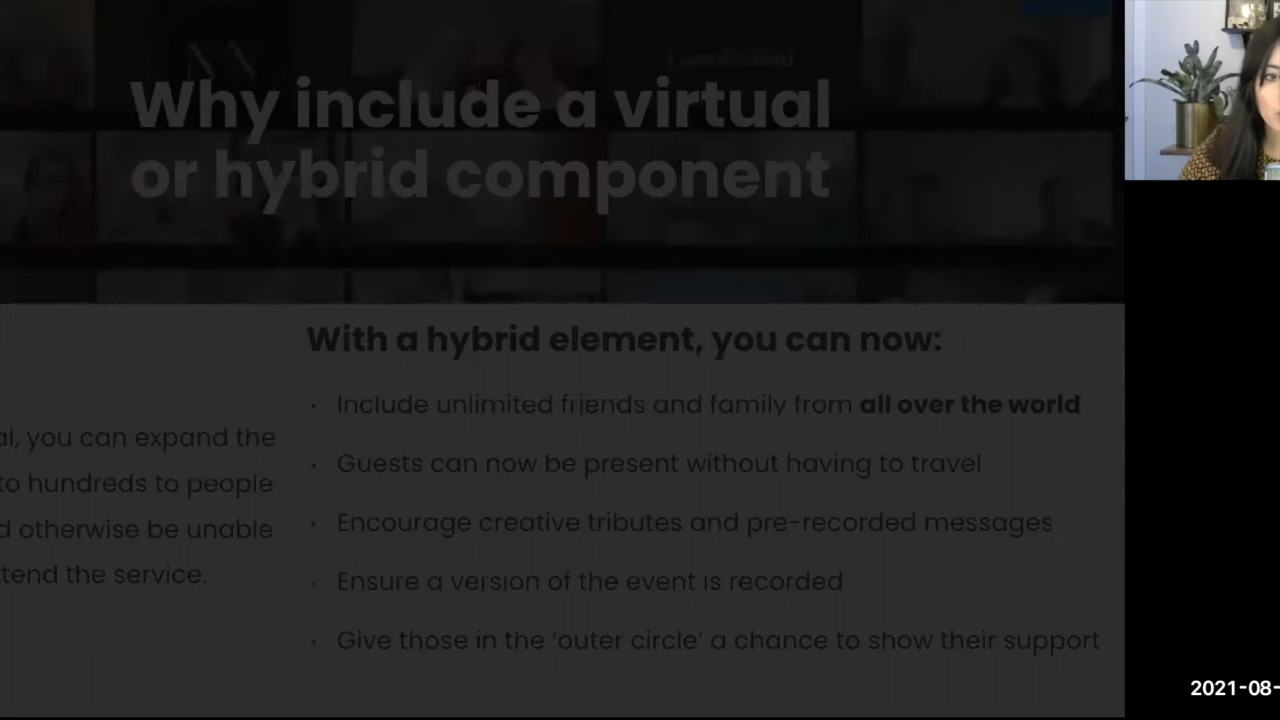 Why include a virtual
or hybrid component
With a hybrid element, you can now:
· Include unlimited friends and family from all over the world
· Guests can now be present without having to travel
· Encourage creative tributes and pre-recorded messages
· Ensure a version of the event is recorded
· Give those in the ‘outer circle’ a chance to show their support
al, you can expand the
to hundreds to people
d otherwise be unable
tend the service.
2021-08-